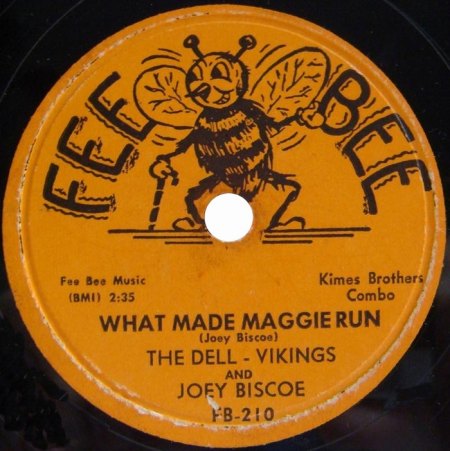 FEE BEE
Fee Bee Music
(BMI) 2:35
Kimes Brothers
Combo
WHAT MADE MAGGIE RUN
(Joey Biscoe)
THE DELL - VIKINGS
AND
JOEY BISCOE
FB-210